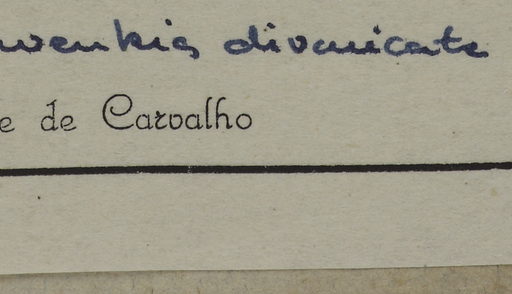 wenkia divaricate
e de Carvalho